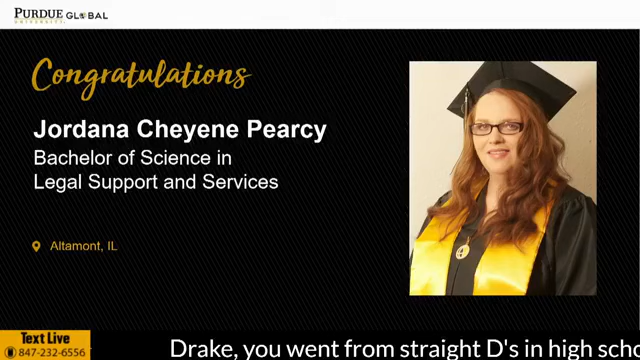 PURDUE GLOBAL
UNIVERSITY
Congratulations
Jordana Cheyene Pearcy
Bachelor of Science in
Legal Support and Services
Altamont, IL
Text Live
847-232-6556
Drake, you went from straight D's in high scho